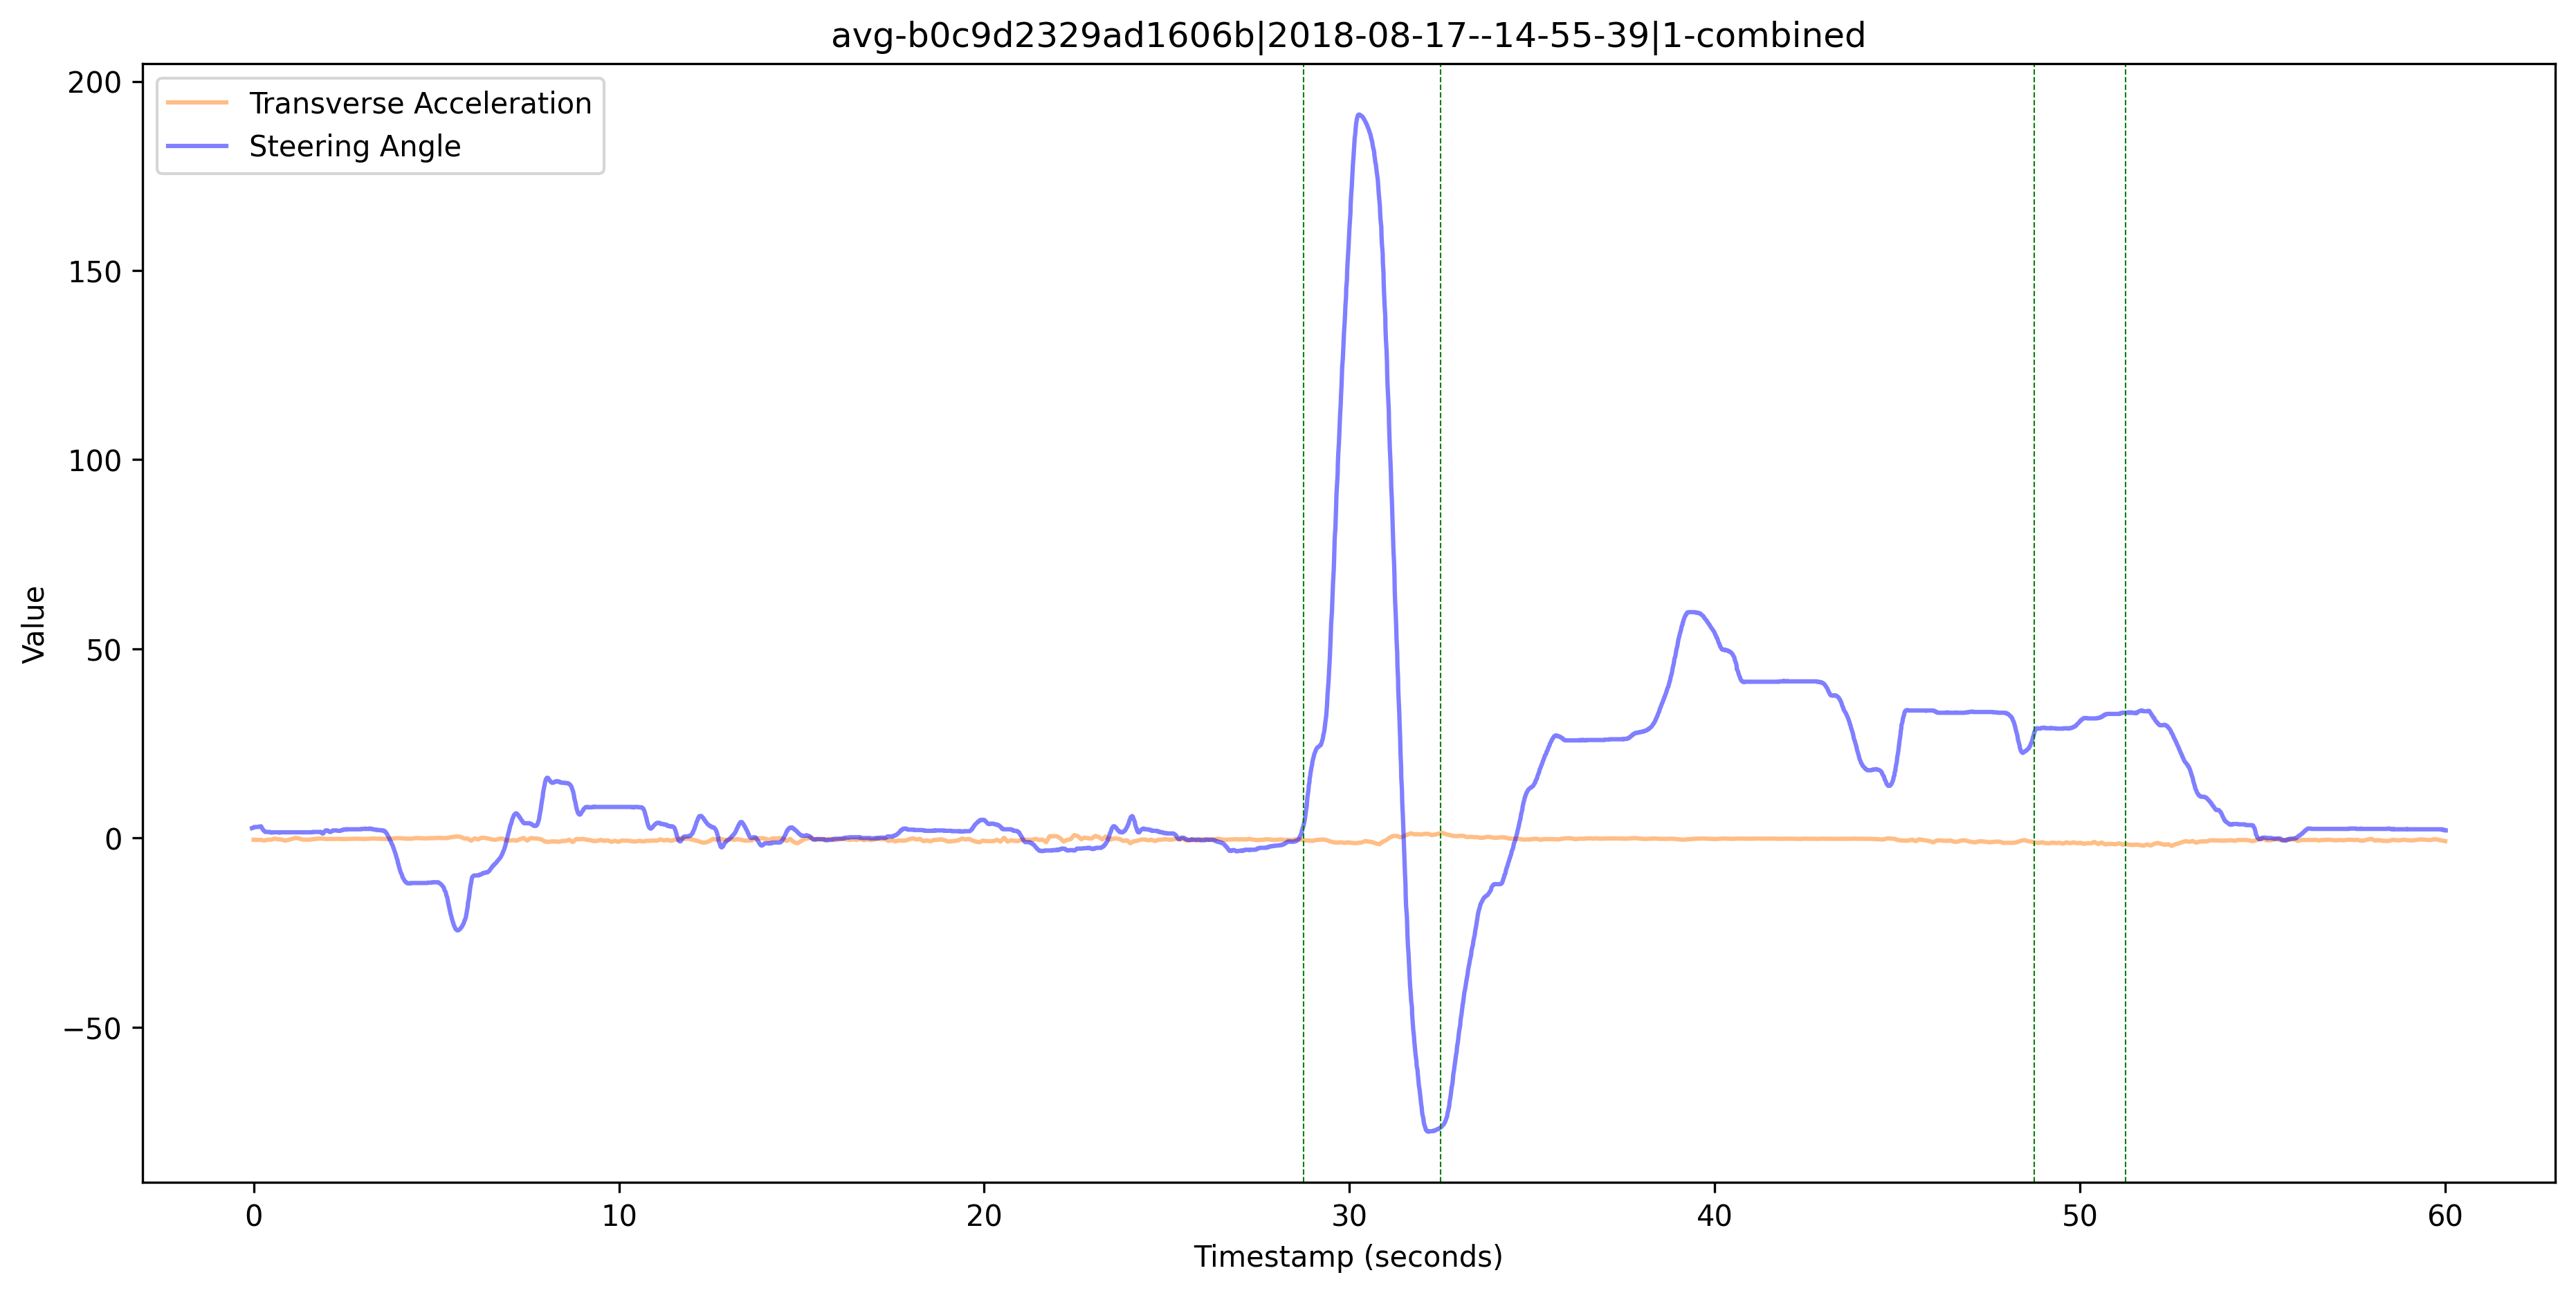 avg-b0c9d2329ad1606b|2018-08-17--14-55-39|1-combined
Transverse Acceleration
Steering Angle
200
150
100
50
0
−50
Value
0 10 20 30 40 50 60
Timestamp (seconds)